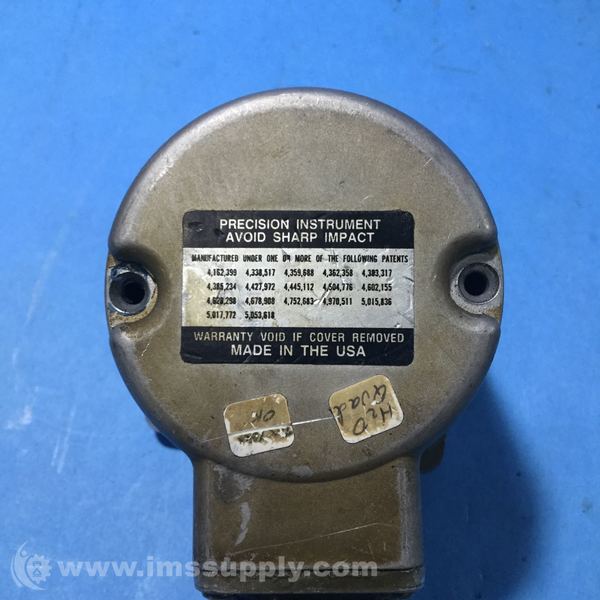 PRECISION INSTRUMENT
AVOID SHARP IMPACT
MANUFACTURED UNDER ONE OR MORE OF THE FOLLOWING PATENTS
4,162,399 4,338,517 4,359,688 4,362,358 4,383,317
4,385,234 4,427,972 4,445,112 4,504,776 4,602,155
4,628,298 4,678,908 4,752,683 4,970,511 5,015,836
5,017,772 5,053,618
WARRANTY VOID IF COVER REMOVED
MADE IN THE USA
H2O
Quad
ON
www.imssupply.com